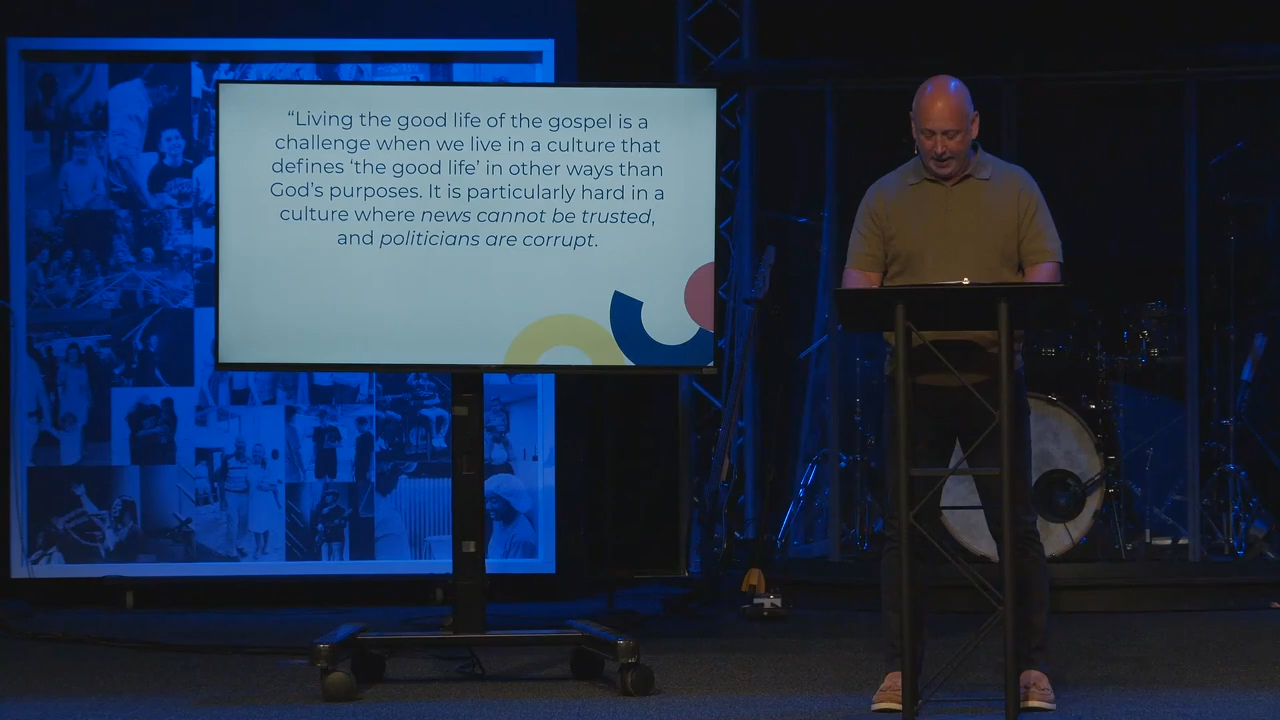 “Living the good life of the gospel is a
challenge when we live in a culture that
defines ‘the good life’ in other ways than
God’s purposes. It is particularly hard in a
culture where news cannot be trusted,
and politicians are corrupt.